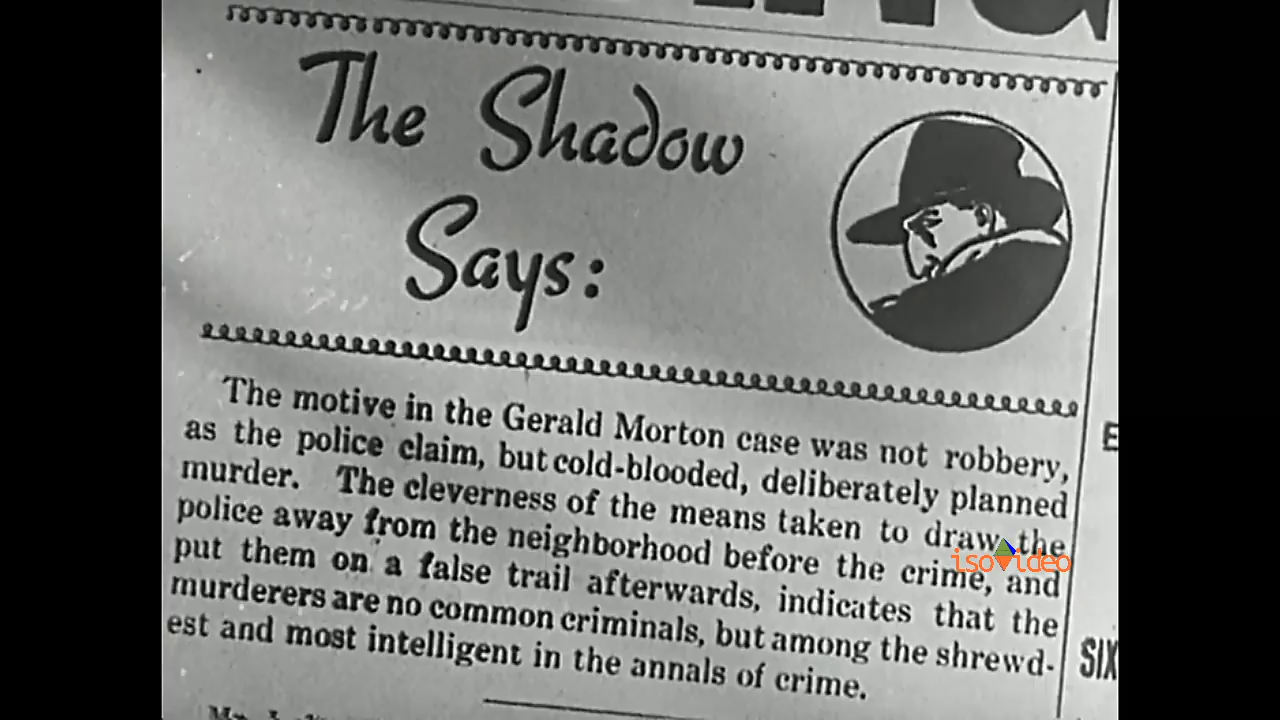 The Shadow
Says:
The motive in the Gerald Morton case was not robbery,
as the police claim, but cold-blooded, deliberately planned
murder. The cleverness of the means taken to draw the
police away from the neighborhood before the crime, and
put them on a false trail afterwards, indicates that the
murderers are no common criminals, but among the shrewd-
est and most intelligent in the annals of crime.
SIX
isovideo